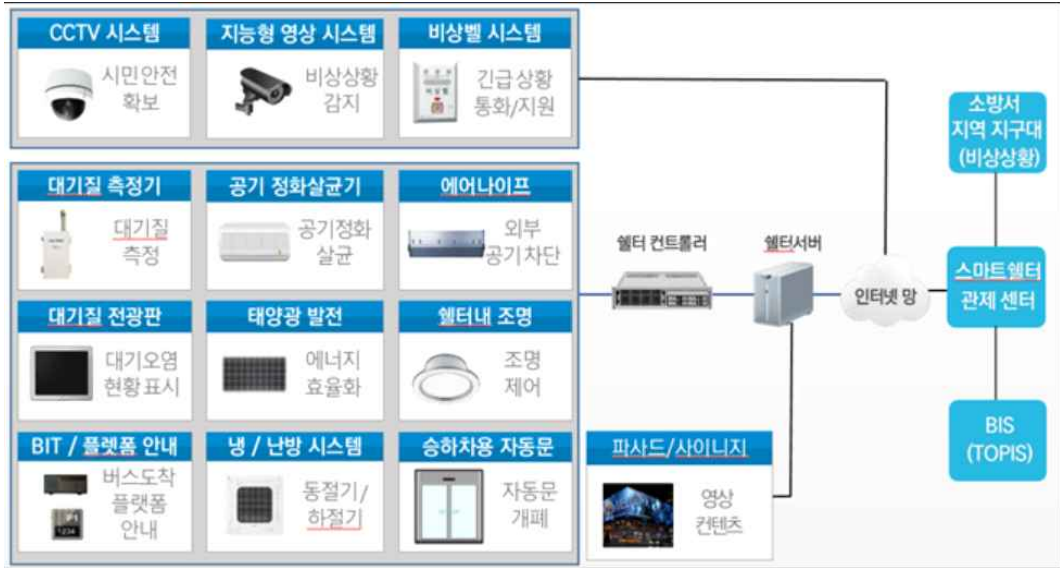 CCTV 시스템
시민안전
확보
지능형 영상 시스템
비상상황
감지
비상벨 시스템
비상벨
긴급 상황
통화/지원
대기질 측정기
대기질
측정
공기 정화살균기
공기정화
살균
에어나이프
외부
공기 차단
대기질 전광판
대기오염
현황 표시
태양광 발전
에너지
효율화
쉘터내 조명
조명
제어
BIT / 플렛폼 안내
1234
버스도착
플랫폼
안내
냉 / 난방 시스템
동절기/
하절기
승하차용 자동문
자동문
개폐
쉘터 컨트롤러
쉘터서버
인터넷 망
파사드/사이니지
영상
컨텐츠
소방서
지역 지구대
(비상상황)
스마트쉘터
관제 센터
BIS
(TOPIS)